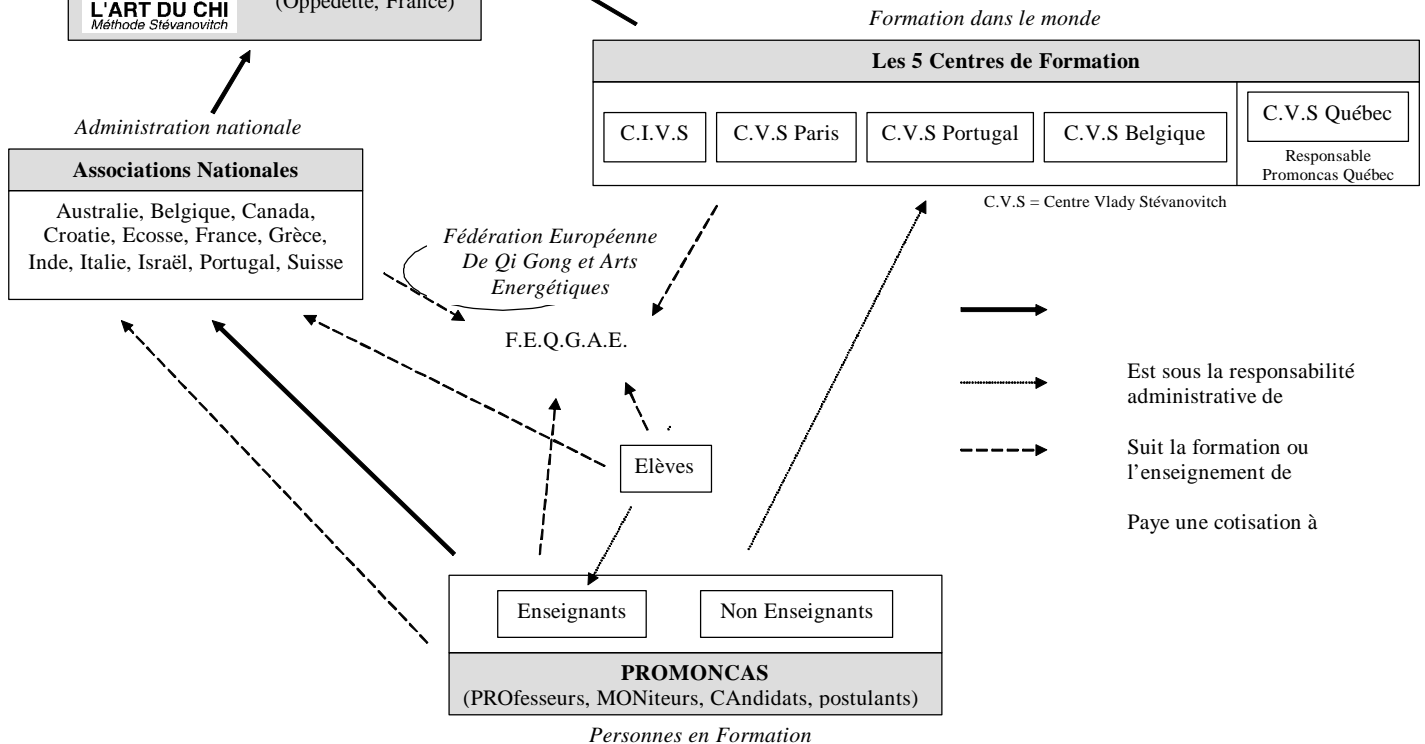 (Oppedette, France)
L'ART DU CHI
Méthode Stévanovitch
Formation dans le monde
Les 5 Centres de Formation
C.I.V.S
C.V.S Paris
C.V.S Portugal
C.V.S Belgique
C.V.S Québec
Responsable
Promoncas Québec
C.V.S = Centre Vlady Stévanovitch
Administration nationale
Associations Nationales
Australie, Belgique, Canada,
Croatie, Ecosse, France, Grèce,
Inde, Italie, Israël, Portugal, Suisse
Fédération Européenne
De Qi Gong et Arts
Energétiques
F.E.Q.G.A.E.
Est sous la responsabilité
administrative de
Suit la formation ou
l'enseignement de
Paye une cotisation à
Elèves
Enseignants
Non Enseignants
PROMONCAS
(PROfesseurs, MONiteurs, CAndidats, postulants)
Personnes en Formation